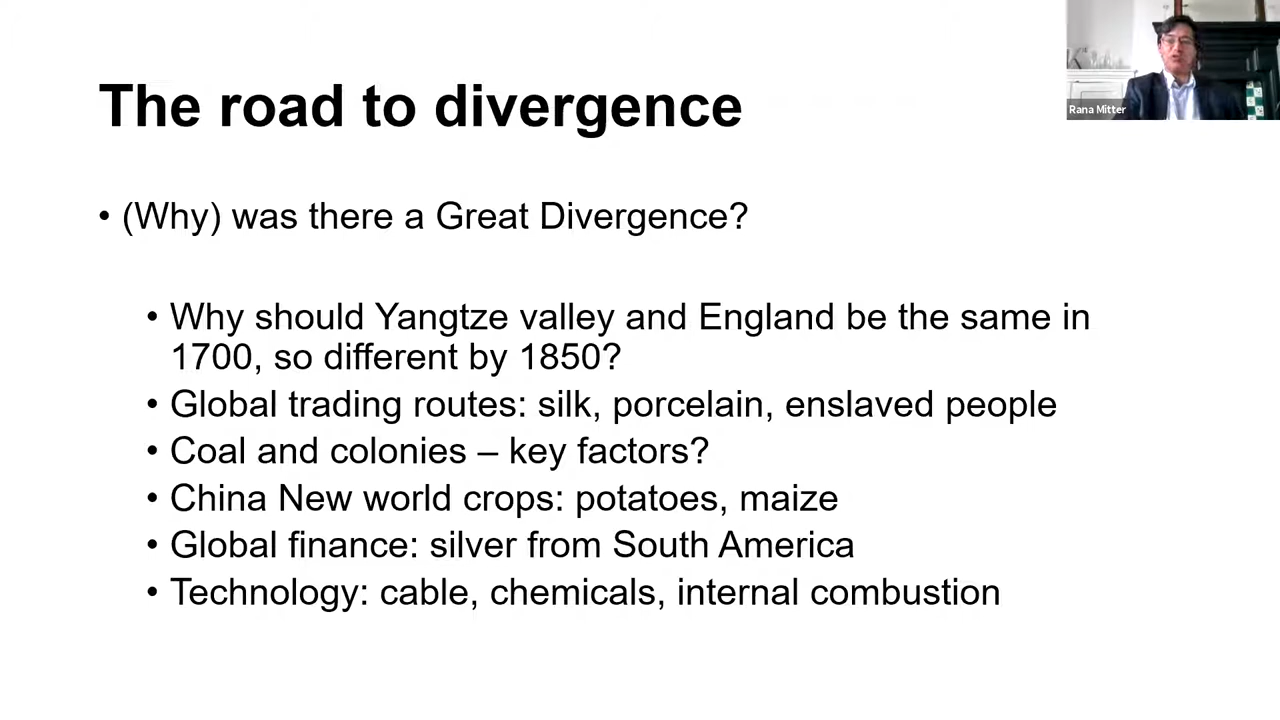 The road to divergence
Rana Mitter
• (Why) was there a Great Divergence?
• Why should Yangtze valley and England be the same in
1700, so different by 1850?
• Global trading routes: silk, porcelain, enslaved people
• Coal and colonies – key factors?
• China New world crops: potatoes, maize
• Global finance: silver from South America
• Technology: cable, chemicals, internal combustion